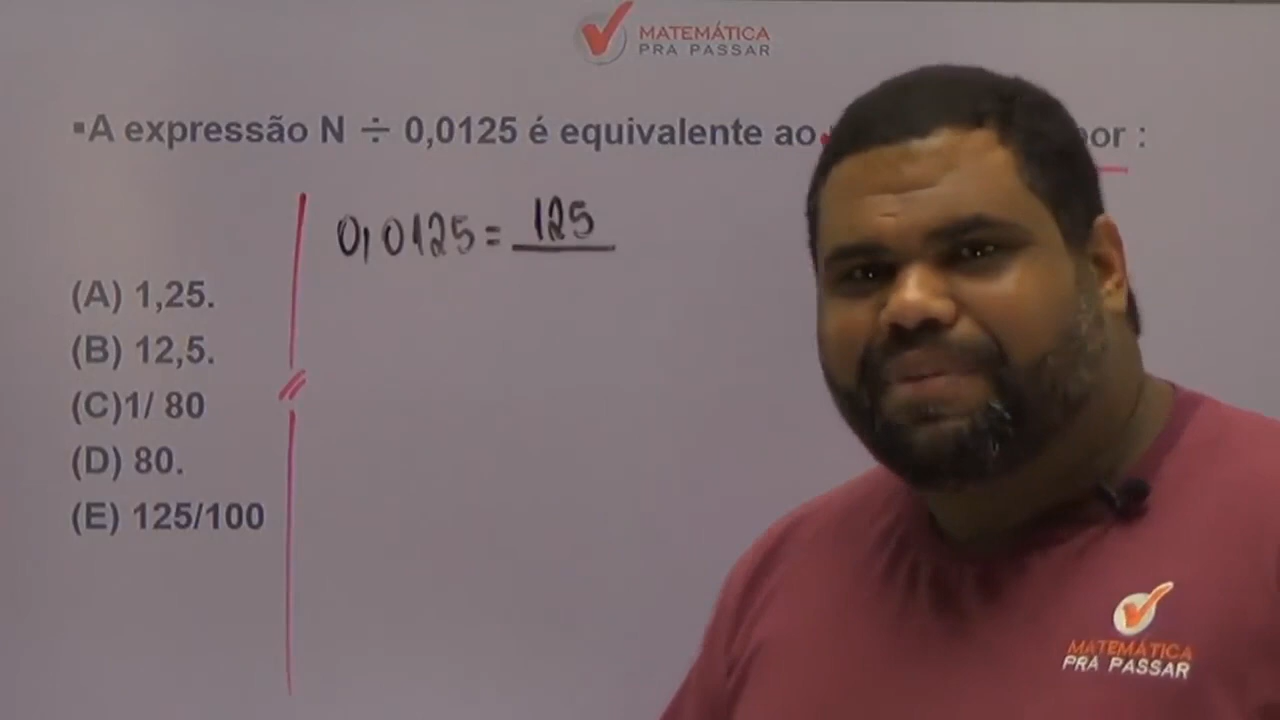 MATEMÁTICA
PRA PASSAR
▪A expressão N ÷ 0,0125 é equivalente ao or :
0,0125 = 125
(A) 1,25.
(B) 12,5.
(C)1/ 80
(D) 80.
(E) 125/100
MATEMÁTICA
PRA PASSAR